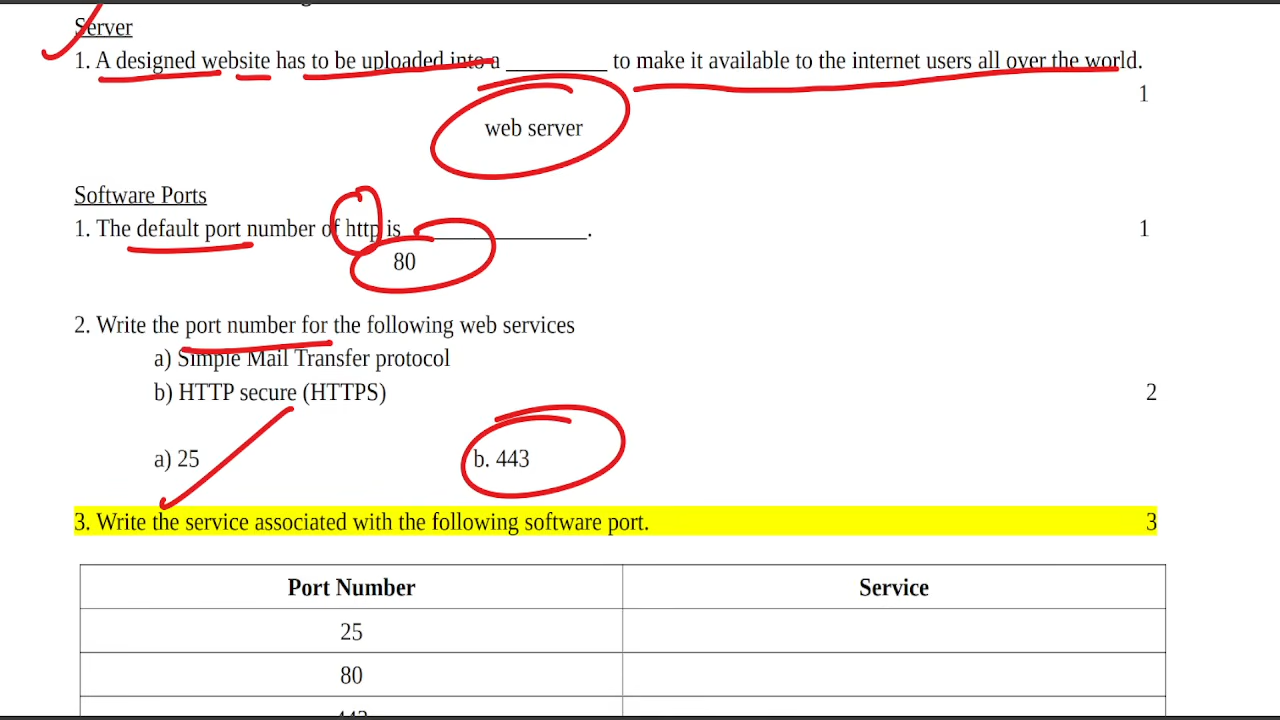 Server
1. A designed website has to be uploaded into a _________ to make it available to the internet users all over the world.
1
web server
Software Ports
1. The default port number of http is _______________. 1
80
2. Write the port number for the following web services
a) Simple Mail Transfer protocol
b) HTTP secure (HTTPS) 2
a) 25 b. 443
3. Write the service associated with the following software port. 3
Port Number Service
25
80